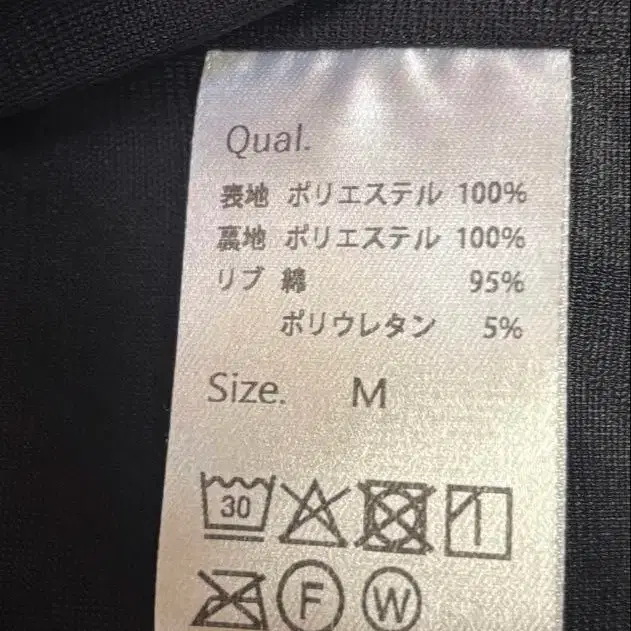 Qual.
表地 ポリエステル 100%
裏地 ポリエステル 100%
リブ 綿 95%
ポリウレタン 5%
Size. M
30
F W